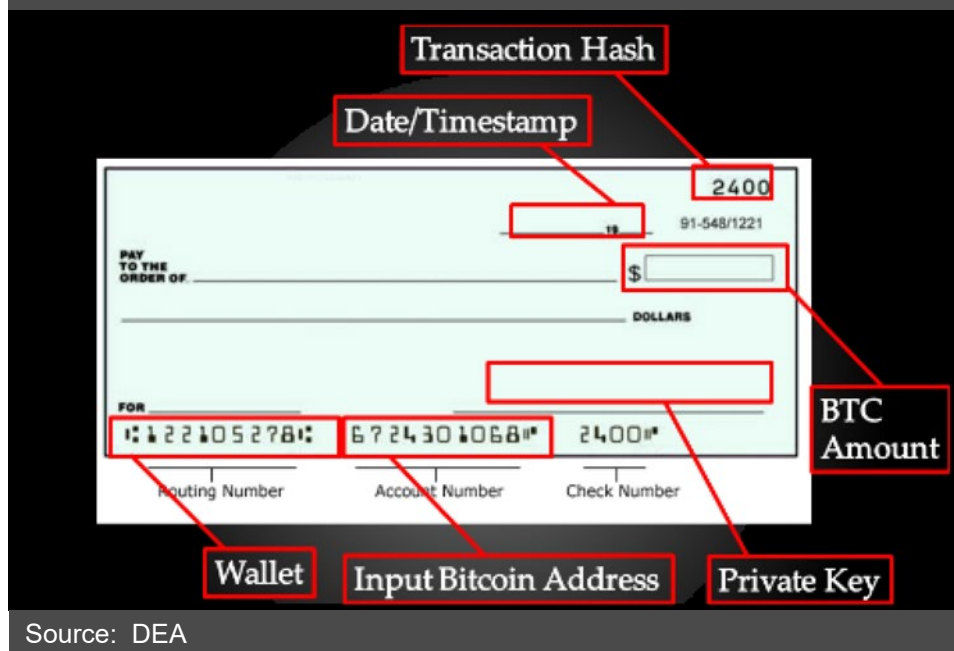 Transaction Hash
Date/Timestamp
2400
19
91-548/1221
PAY
TO THE
ORDER OF
$
DOLLARS
FOR
⑆122105278⑆ 6724301068⑈ 2400⑈
Routing Number Account Number Check Number
BTC
Amount
Wallet
Input Bitcoin Address
Private Key
Source: DEA